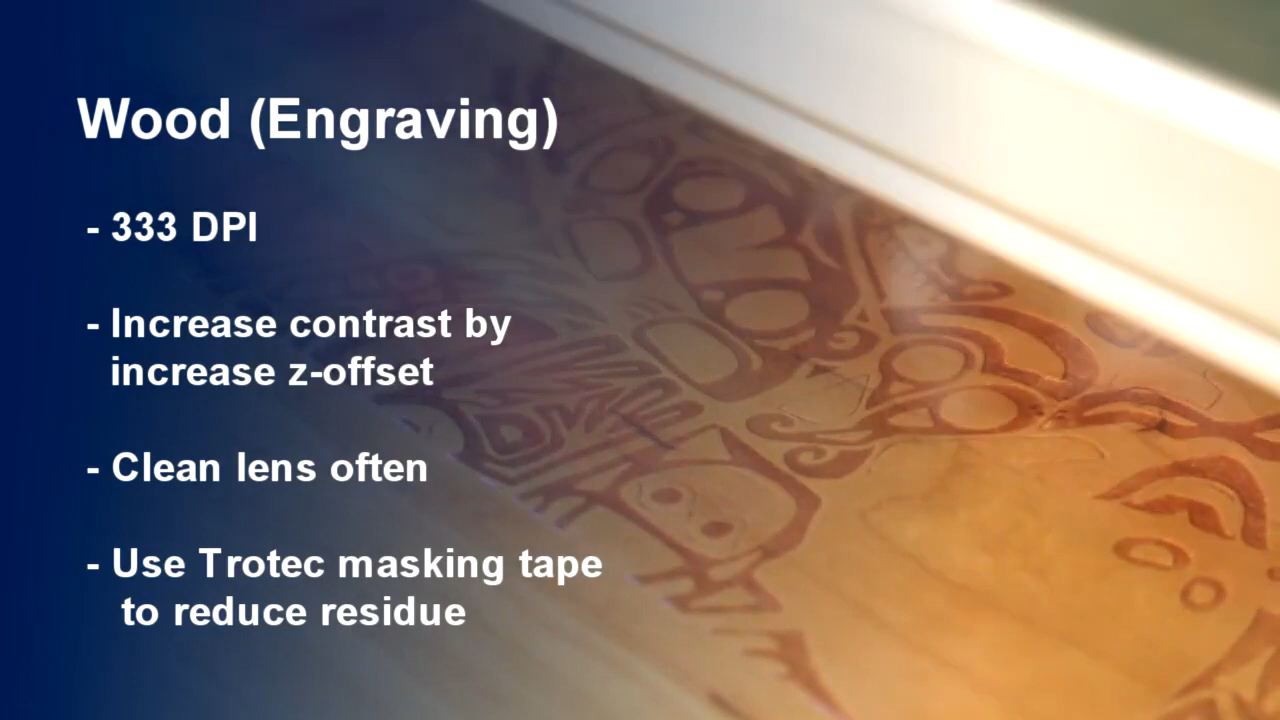 Wood (Engraving)
- 333 DPI
- Increase contrast by
increase z-offset
- Clean lens often
- Use Trotec masking tape
to reduce residue